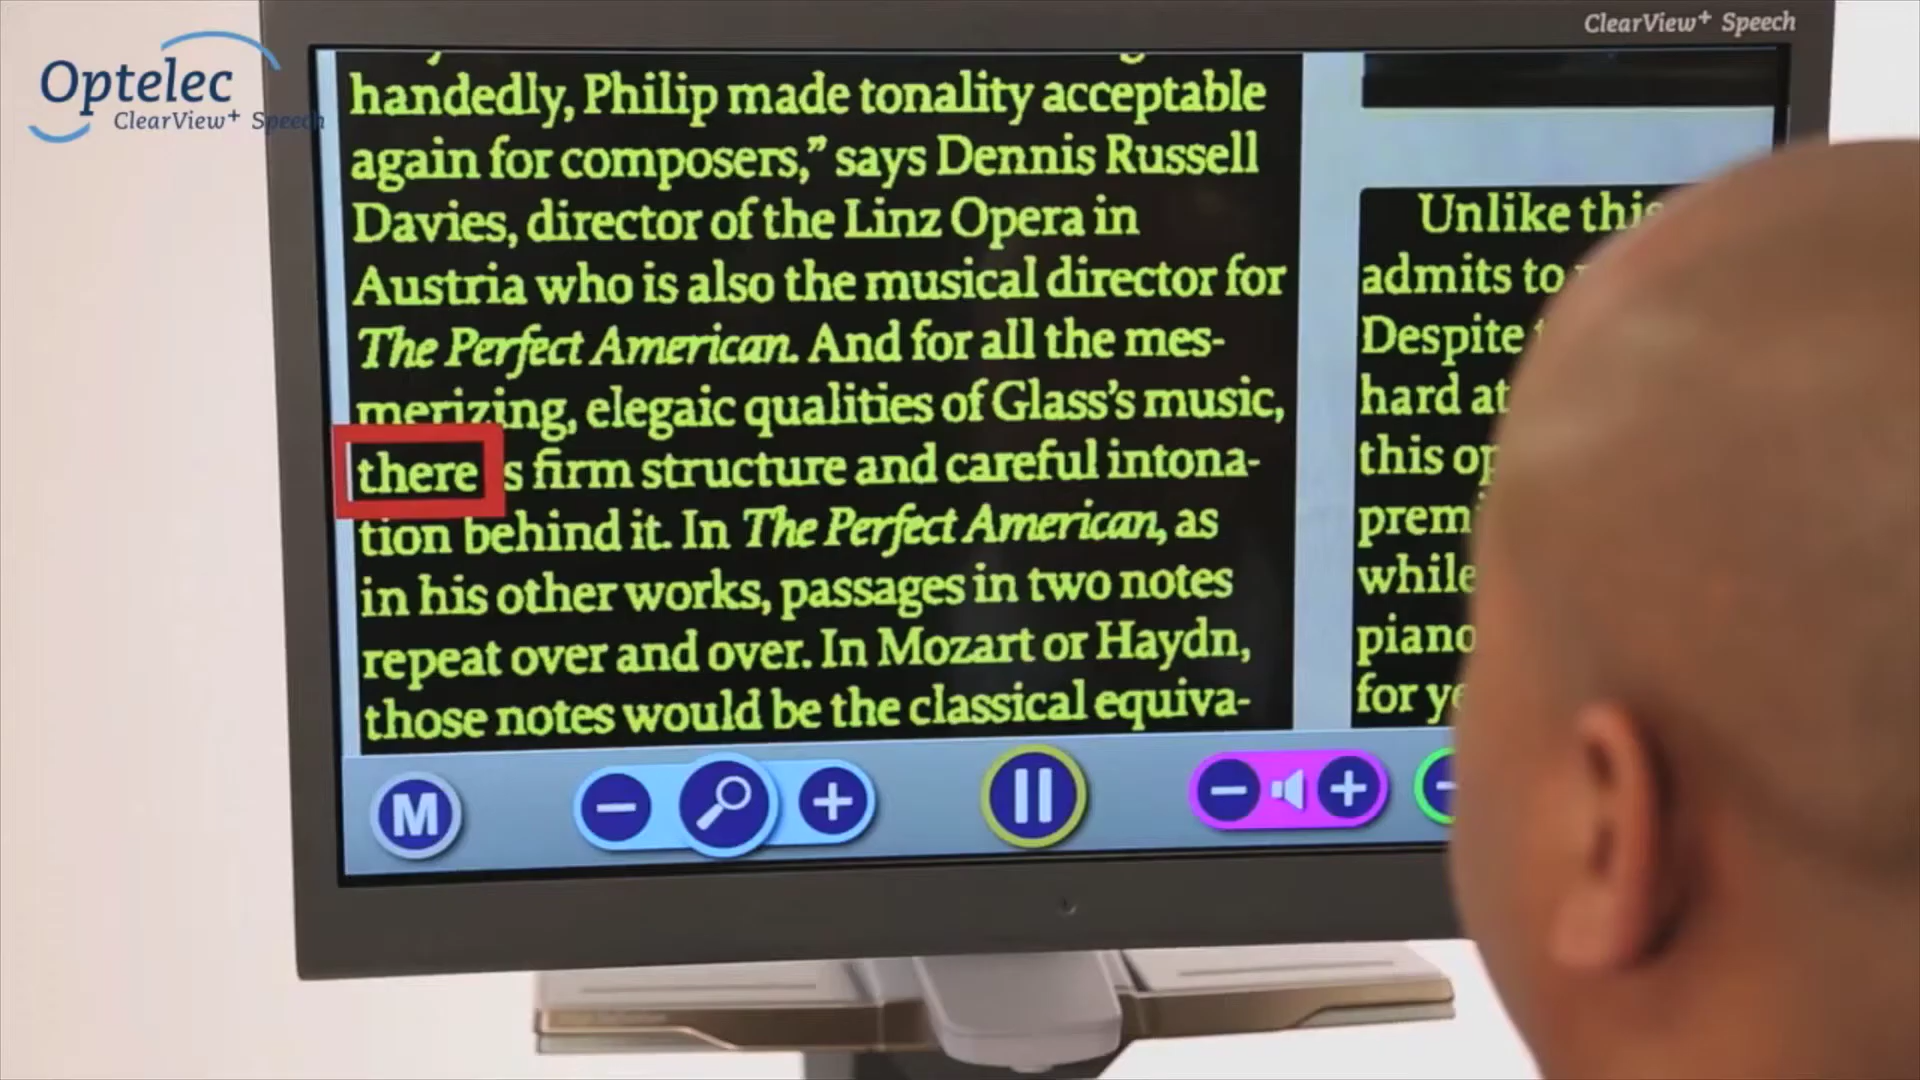 Optelec
ClearView+ Speech
ClearView+ Speech
handedly, Philip made tonality acceptable
again for composers,” says Dennis Russell
Davies, director of the Linz Opera in
Austria who is also the musical director for
The Perfect American. And for all the mes-
merizing, elegaic qualities of Glass’s music,
there s firm structure and careful intona-
tion behind it. In The Perfect American, as
in his other works, passages in two notes
repeat over and over. In Mozart or Haydn,
those notes would be the classical equiva-
Unlike this
admits to
Despite
hard at
this
while
piano
for
M